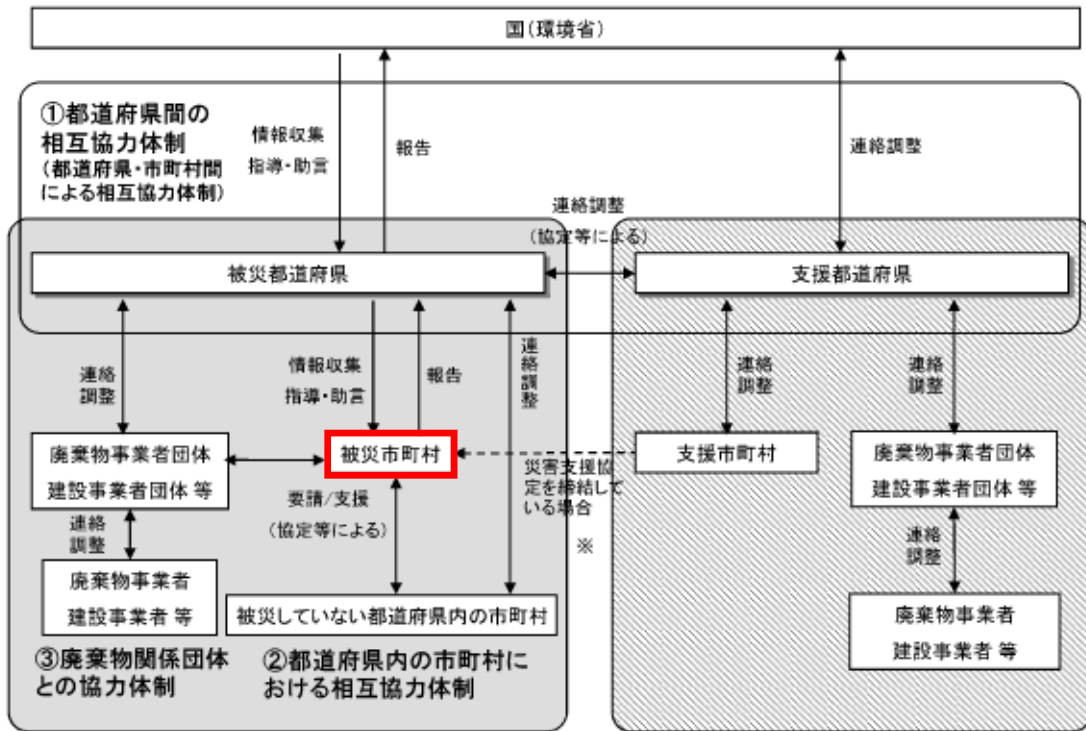 国(環境省)
①都道府県間の
相互協力体制
(都道府県・市町村間
による相互協力体制)
情報収集
指導・助言
報告
連絡調整
連絡調整
(協定等による)
被災都道府県
支援都道府県
連絡
調整
情報収集
指導・助言
報告
連
絡
調
整
連絡
調整
連絡
調整
廃棄物事業者団体
建設事業者団体 等
被災市町村
災害支援協
定を締結して
いる場合
※
支援市町村
廃棄物事業者団体
建設事業者団体 等
連絡
調整
要請/支援
(協定等による)
連絡
調整
廃棄物事業者
建設事業者 等
被災していない都道府県内の市町村
廃棄物事業者
建設事業者 等
③廃棄物関係団体
との協力体制
②都道府県内の市町村に
おける相互協力体制